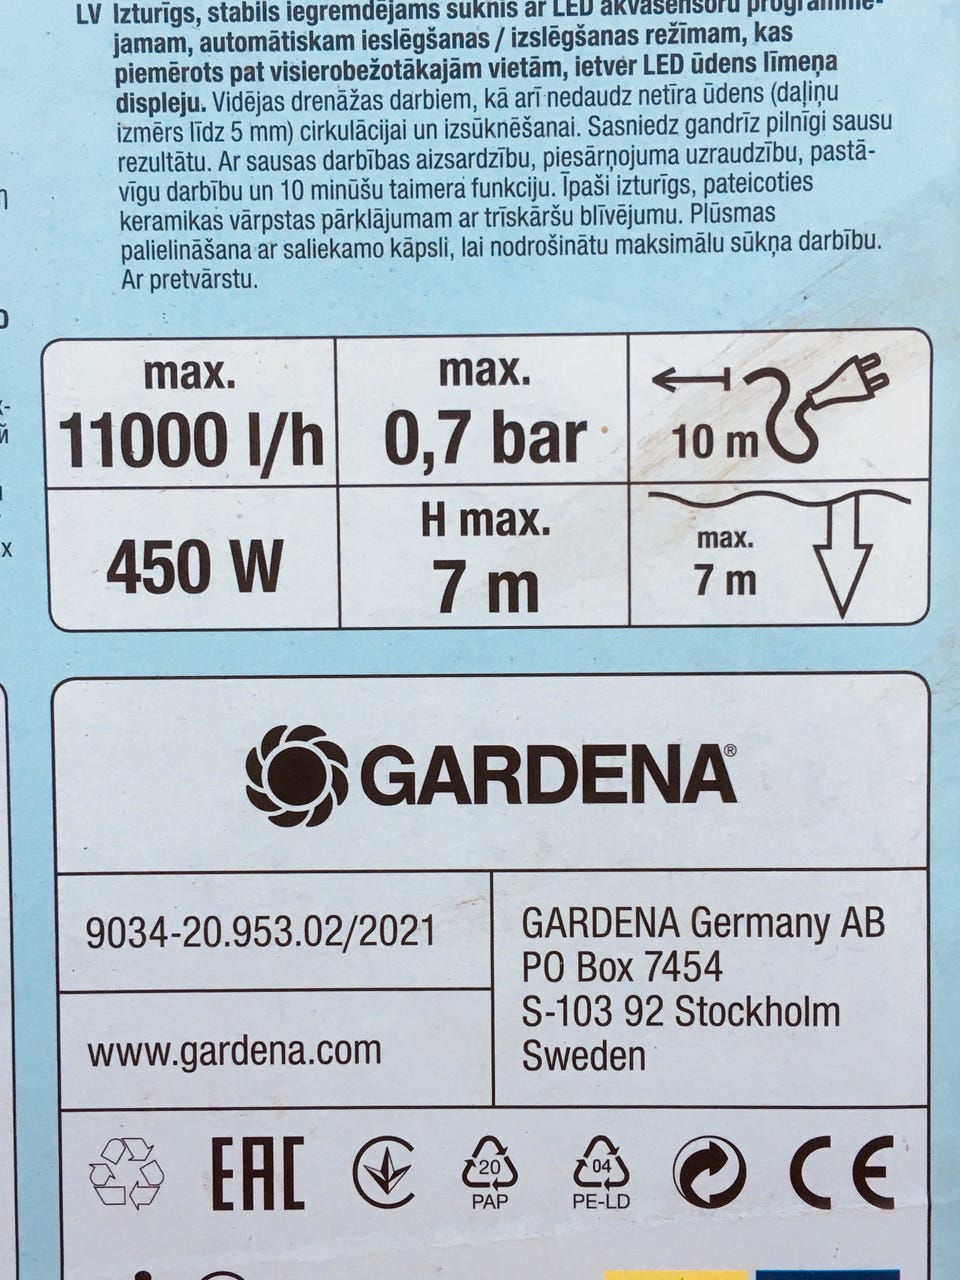 LV Izturīgs, stabils iegremdējams sūknis ar LED akvasensoru programmē-
jamam, automātiskam ieslēgšanas / izslēgšanas režīmam, kas
piemērots pat visierobežotākajām vietām, ietver LED ūdens līmeņa
displeju. Vidējas drenāžas darbiem, kā arī nedaudz netīra ūdens (daļiņu
izmērs līdz 5 mm) cirkulācijai un izsūknēšanai. Sasniedz gandrīz pilnīgi sausu
rezultātu. Ar sausas darbības aizsardzību, piesārņojuma uzraudzību, pastā-
vīgu darbību un 10 minūšu taimera funkciju. Īpaši izturīgs, pateicoties
keramikas vārpstas pārklājumam ar trīskāršu blīvējumu. Plūsmas
palielināšana ar saliekamo kāpsli, lai nodrošinātu maksimālu sūkņa darbību.
Ar pretvārstu.
max.
11000 l/h
max.
0,7 bar
10 m
450 W
H max.
7 m
max.
7 m
GARDENA®
9034-20.953.02/2021
www.gardena.com
GARDENA Germany AB
PO Box 7454
S-103 92 Stockholm
Sweden
EAC
20
PAP
04
PE-LD
CE